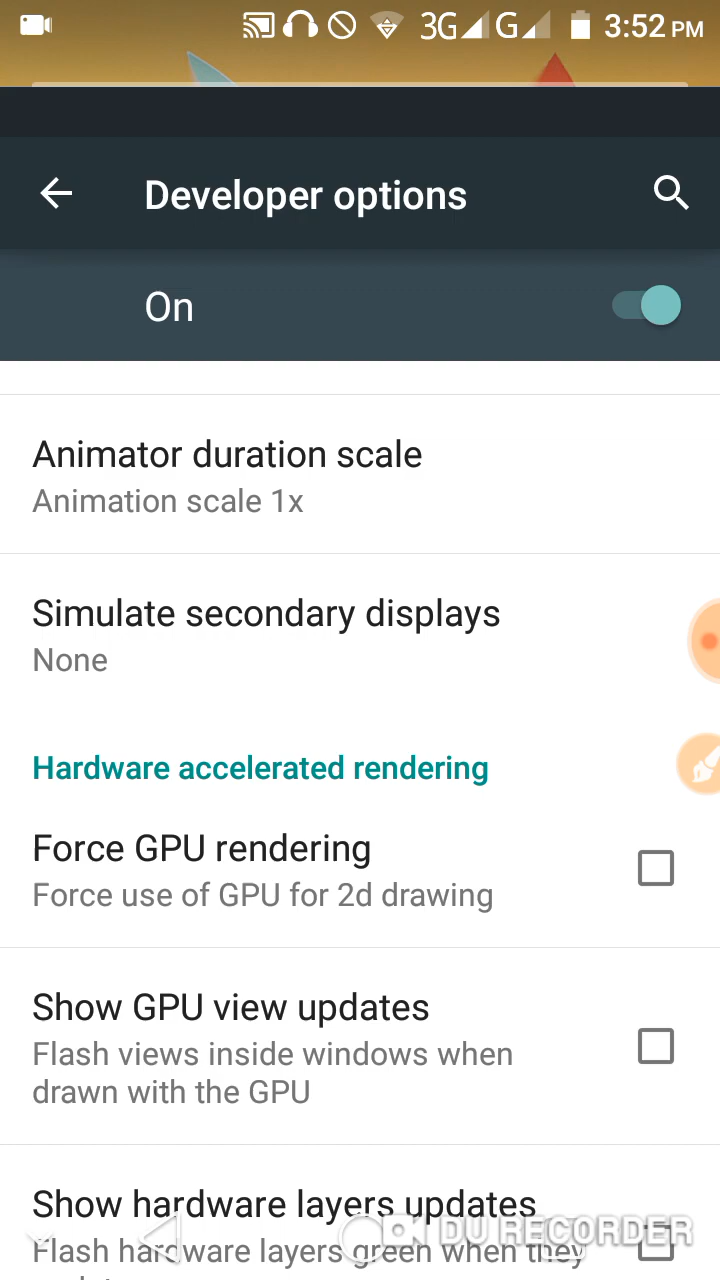 3G G 3:52 PM
Developer options
On
Animator duration scale
Animation scale 1x
Simulate secondary displays
None
Hardware accelerated rendering
Force GPU rendering
Force use of GPU for 2d drawing
Show GPU view updates
Flash views inside windows when
drawn with the GPU
Show hardware layers updates
DU RECORDER
Flash hardware layers green when they